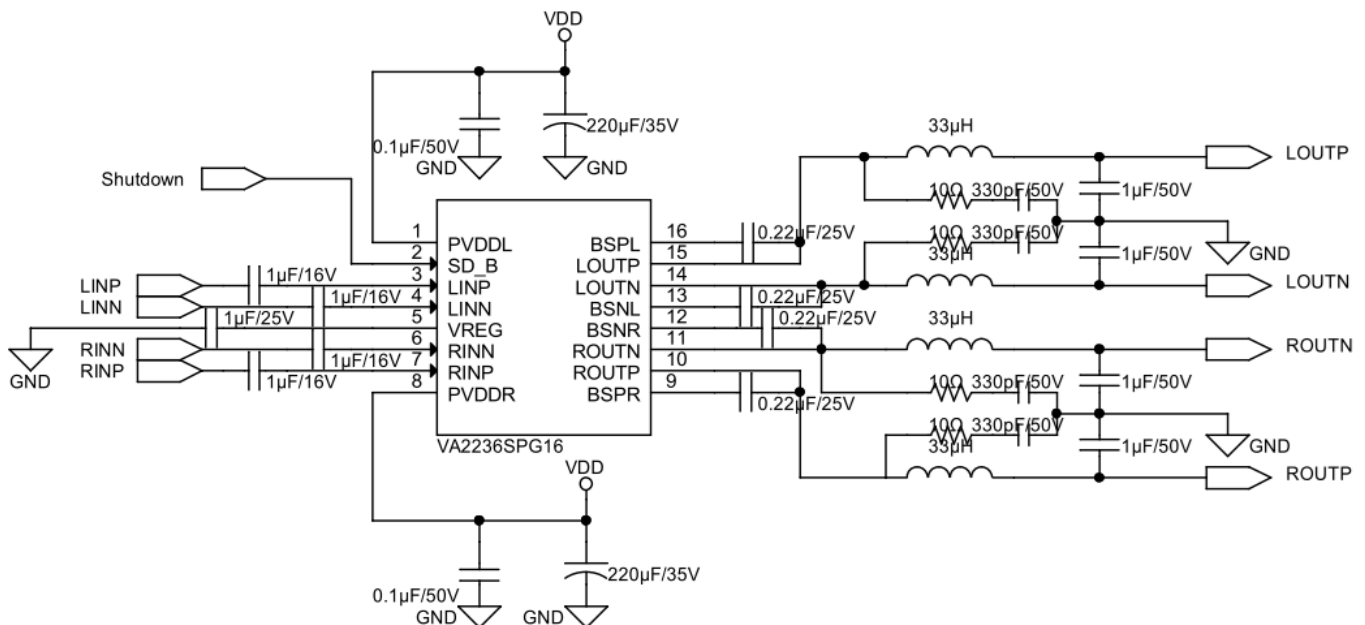 VDD
0.1µF/50V
220µF/35V
GND
GND
Shutdown
33µH
LOUTP
10Ω 330pF/50V
1µF/50V
1
PVDDL
BSPL
16
0.22µF/25V
2
SD_B
LOUTP
15
10Ω 330pF/50V
GND
1µF/50V
LINP
1µF/16V
3
LINP
LOUTN
14
33µH
LOUTN
LINN
1µF/16V
4
LINN
BSNL
13
0.22µF/25V
GND
1µF/25V
5
VREG
BSNR
12
0.22µF/25V
33µH
RINN
1µF/16V
6
RINN
ROUTN
11
ROUTN
RINP
1µF/16V
7
RINP
ROUTP
10
10Ω 330pF/50V
1µF/50V
8
PVDDR
BSPR
9
0.22µF/25V
10Ω 330pF/50V
GND
VA2236SPG16
33µH
1µF/50V
ROUTP
VDD
0.1µF/50V
220µF/35V
GND
GND